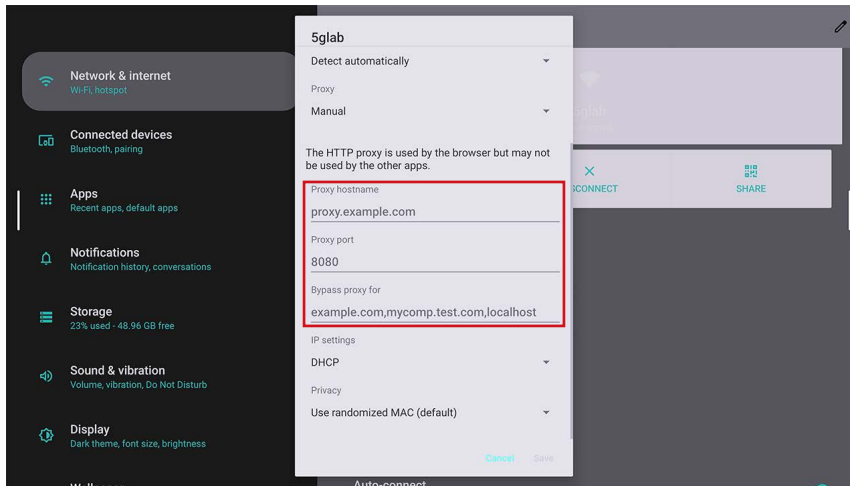 Network & internet
Wi-Fi, hotspot
Connected devices
Bluetooth, pairing
Apps
Recent apps, default apps
Notifications
Notification history, conversations
Storage
23% used - 48.96 GB free
Sound & vibration
Volume, vibration, Do Not Disturb
Display
Dark theme, font size, brightness
5glab
Detect automatically
Proxy
Manual
The HTTP proxy is used by the browser but may not
be used by the other apps.
Proxy hostname
proxy.example.com
Proxy port
8080
Bypass proxy for
example.com,mycomp.test.com,localhost
IP settings
DHCP
Privacy
Use randomized MAC (default)
Cancel
Save
5glab
SCONNECT
SHARE
Auto-connect